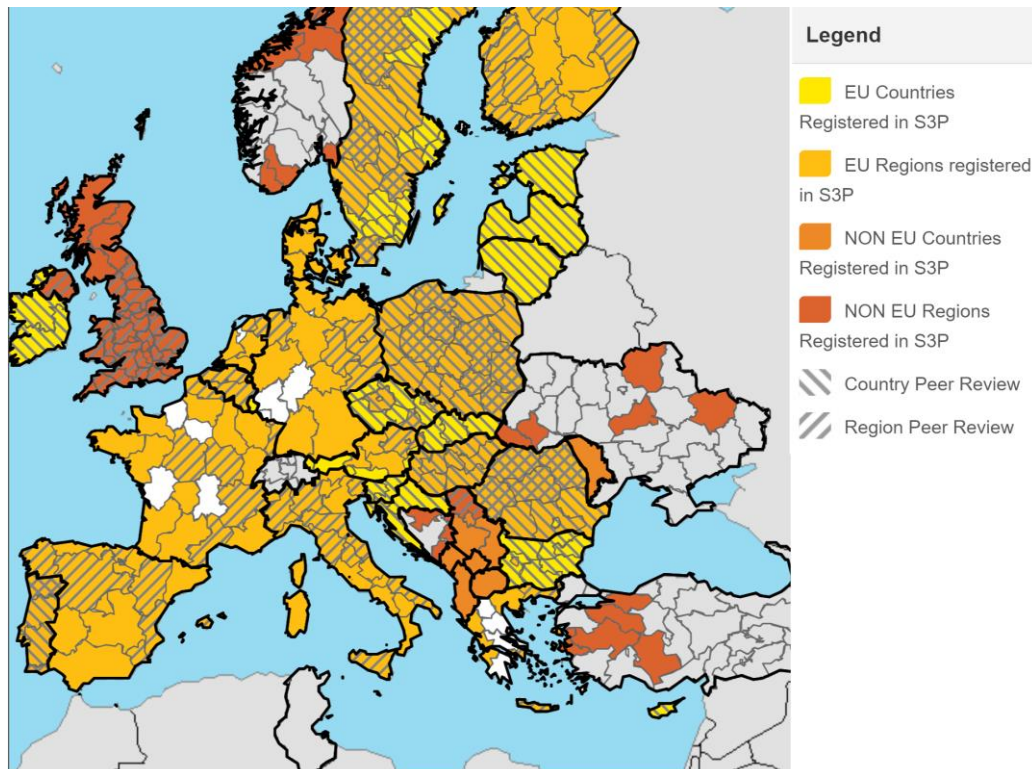 Legend
EU Countries
Registered in S3P
EU Regions registered
in S3P
NON EU Countries
Registered in S3P
NON EU Regions
Registered in S3P
Country Peer Review
Region Peer Review